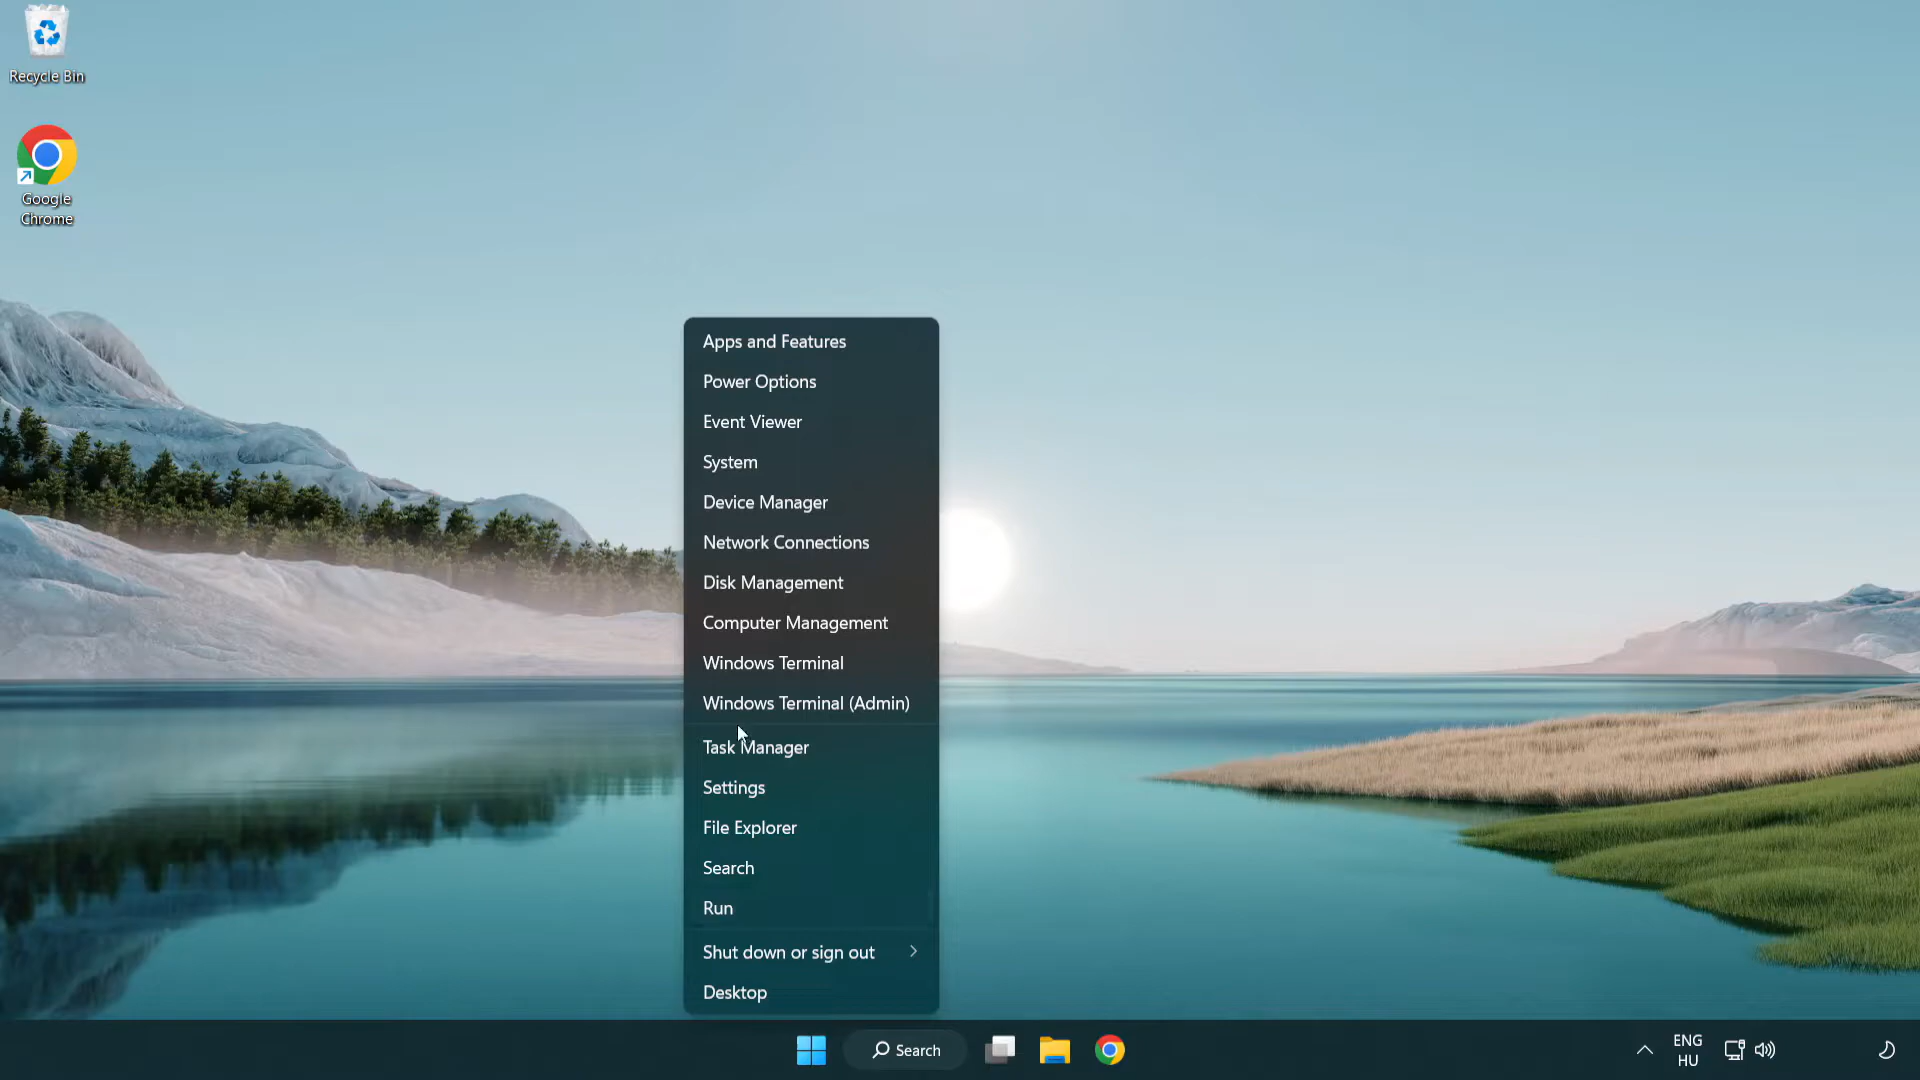 Recycle Bin
Google
Chrome
Apps and Features
Power Options
Event Viewer
System
Device Manager
Network Connections
Disk Management
Computer Management
Windows Terminal
Windows Terminal (Admin)
Task Manager
Settings
File Explorer
Search
Run
Shut down or sign out
Desktop
Search
ENG
HU